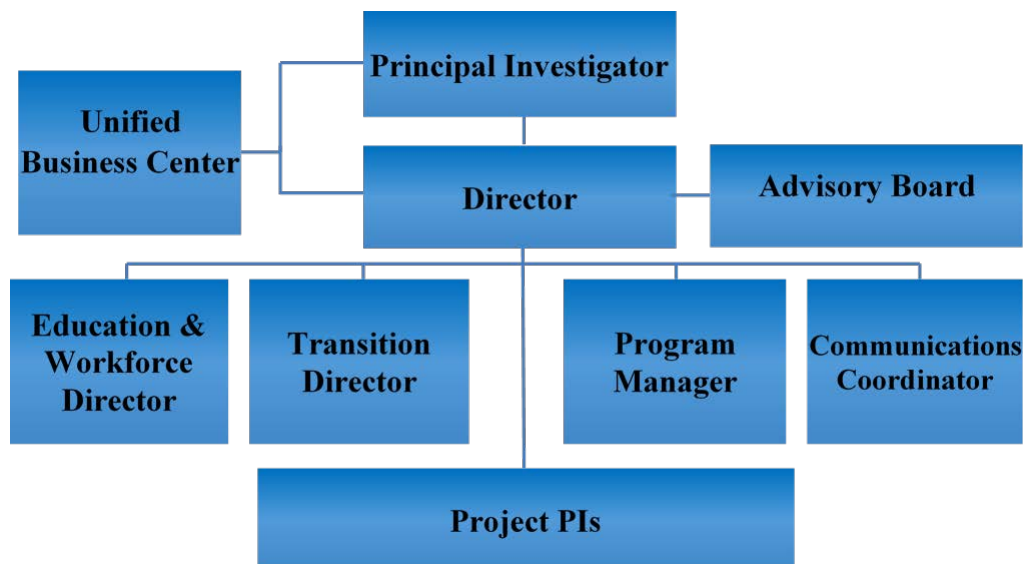 Principal Investigator
Unified
Business Center
Director
Advisory Board
Education &
Workforce
Director
Transition
Director
Program
Manager
Communications
Coordinator
Project PIs